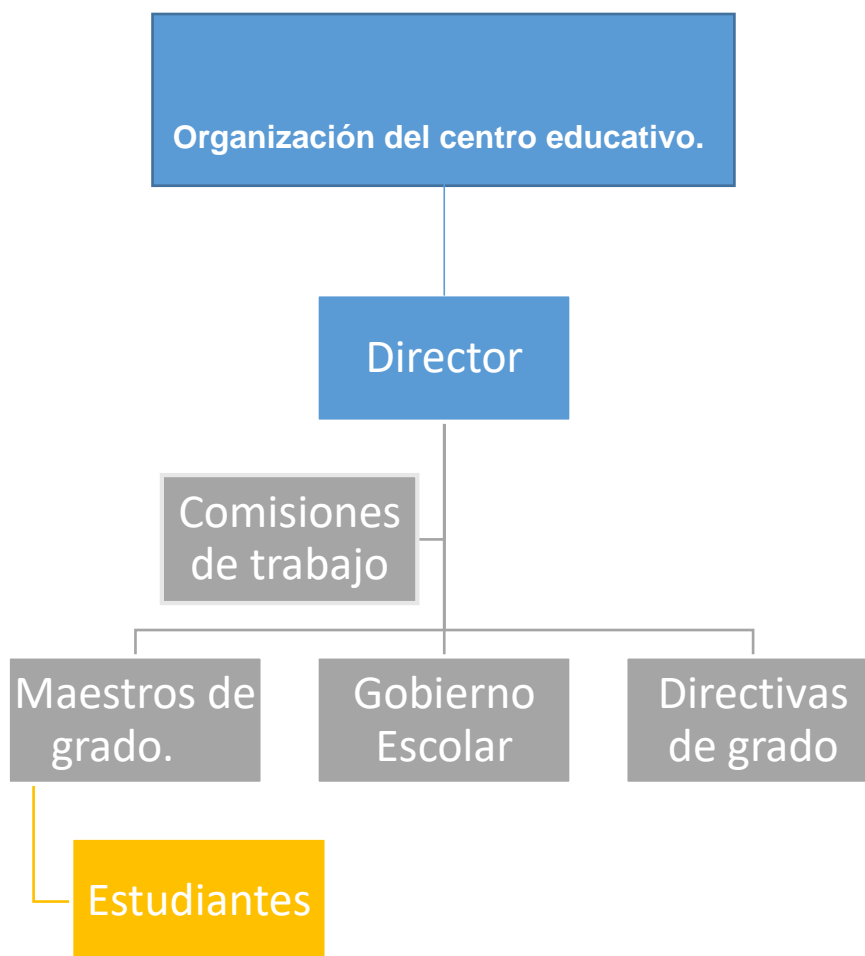 Organización del centro educativo.
Director
Comisiones
de trabajo
Maestros de
grado.
Gobierno
Escolar
Directivas
de grado
Estudiantes